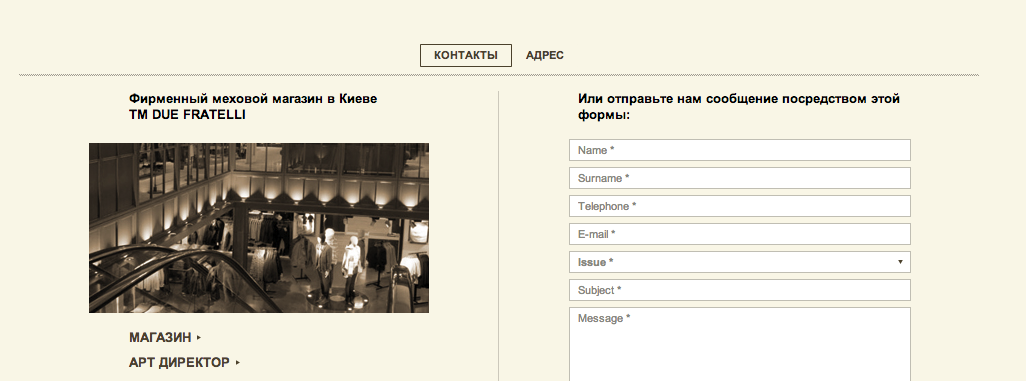 КОНТАКТЫ
АДРЕС
Фирменный меховой магазин в Киеве
TM DUE FRATELLI
МАГАЗИН
АРТ ДИРЕКТОР
Или отправьте нам сообщение посредством этой
формы:
Name *
Surname *
Telephone *
E-mail *
Issue *
Subject *
Message *